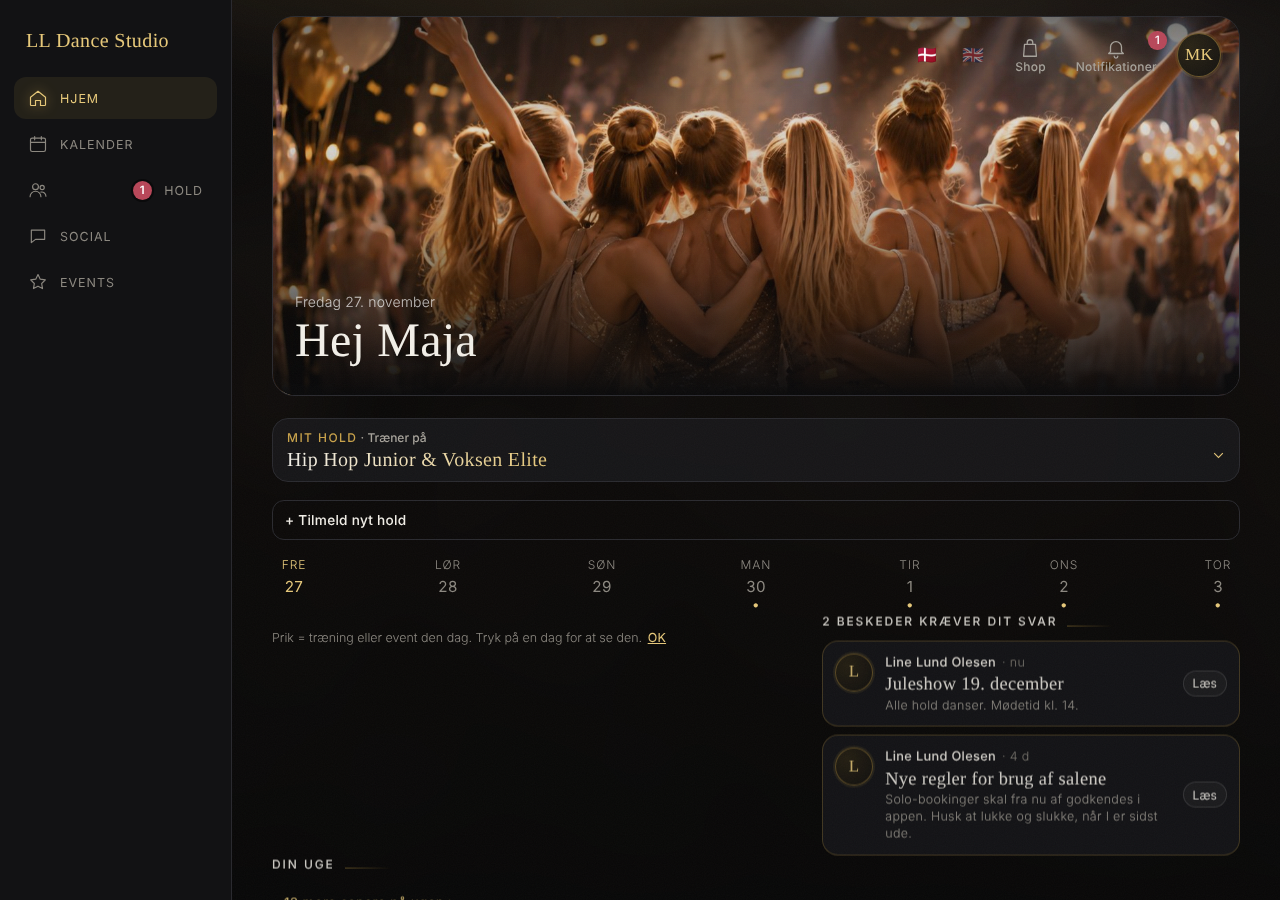 LL Dance Studio
HJEM
KALENDER
1 HOLD
SOCIAL
EVENTS
Shop
1
Notifikationer
MK
Fredag 27. november
Hej Maja
MIT HOLD · Træner på
Hip Hop Junior & Voksen Elite
+ Tilmeld nyt hold
FRE LØR SØN MAN TIR ONS TOR
27 28 29 30 1 2 3
Prik = træning eller event den dag. Tryk på en dag for at se den. OK
2 BESKEDER KRÆVER DIT SVAR
L
Line Lund Olesen · nu
Juleshow 19. december
Alle hold danser. Mødetid kl. 14.
Læs
L
Line Lund Olesen · 4 d
Nye regler for brug af salene
Solo-bookinger skal fra nu af godkendes i
appen. Husk at lukke og slukke, når I er sidst
ude.
Læs
DIN UGE